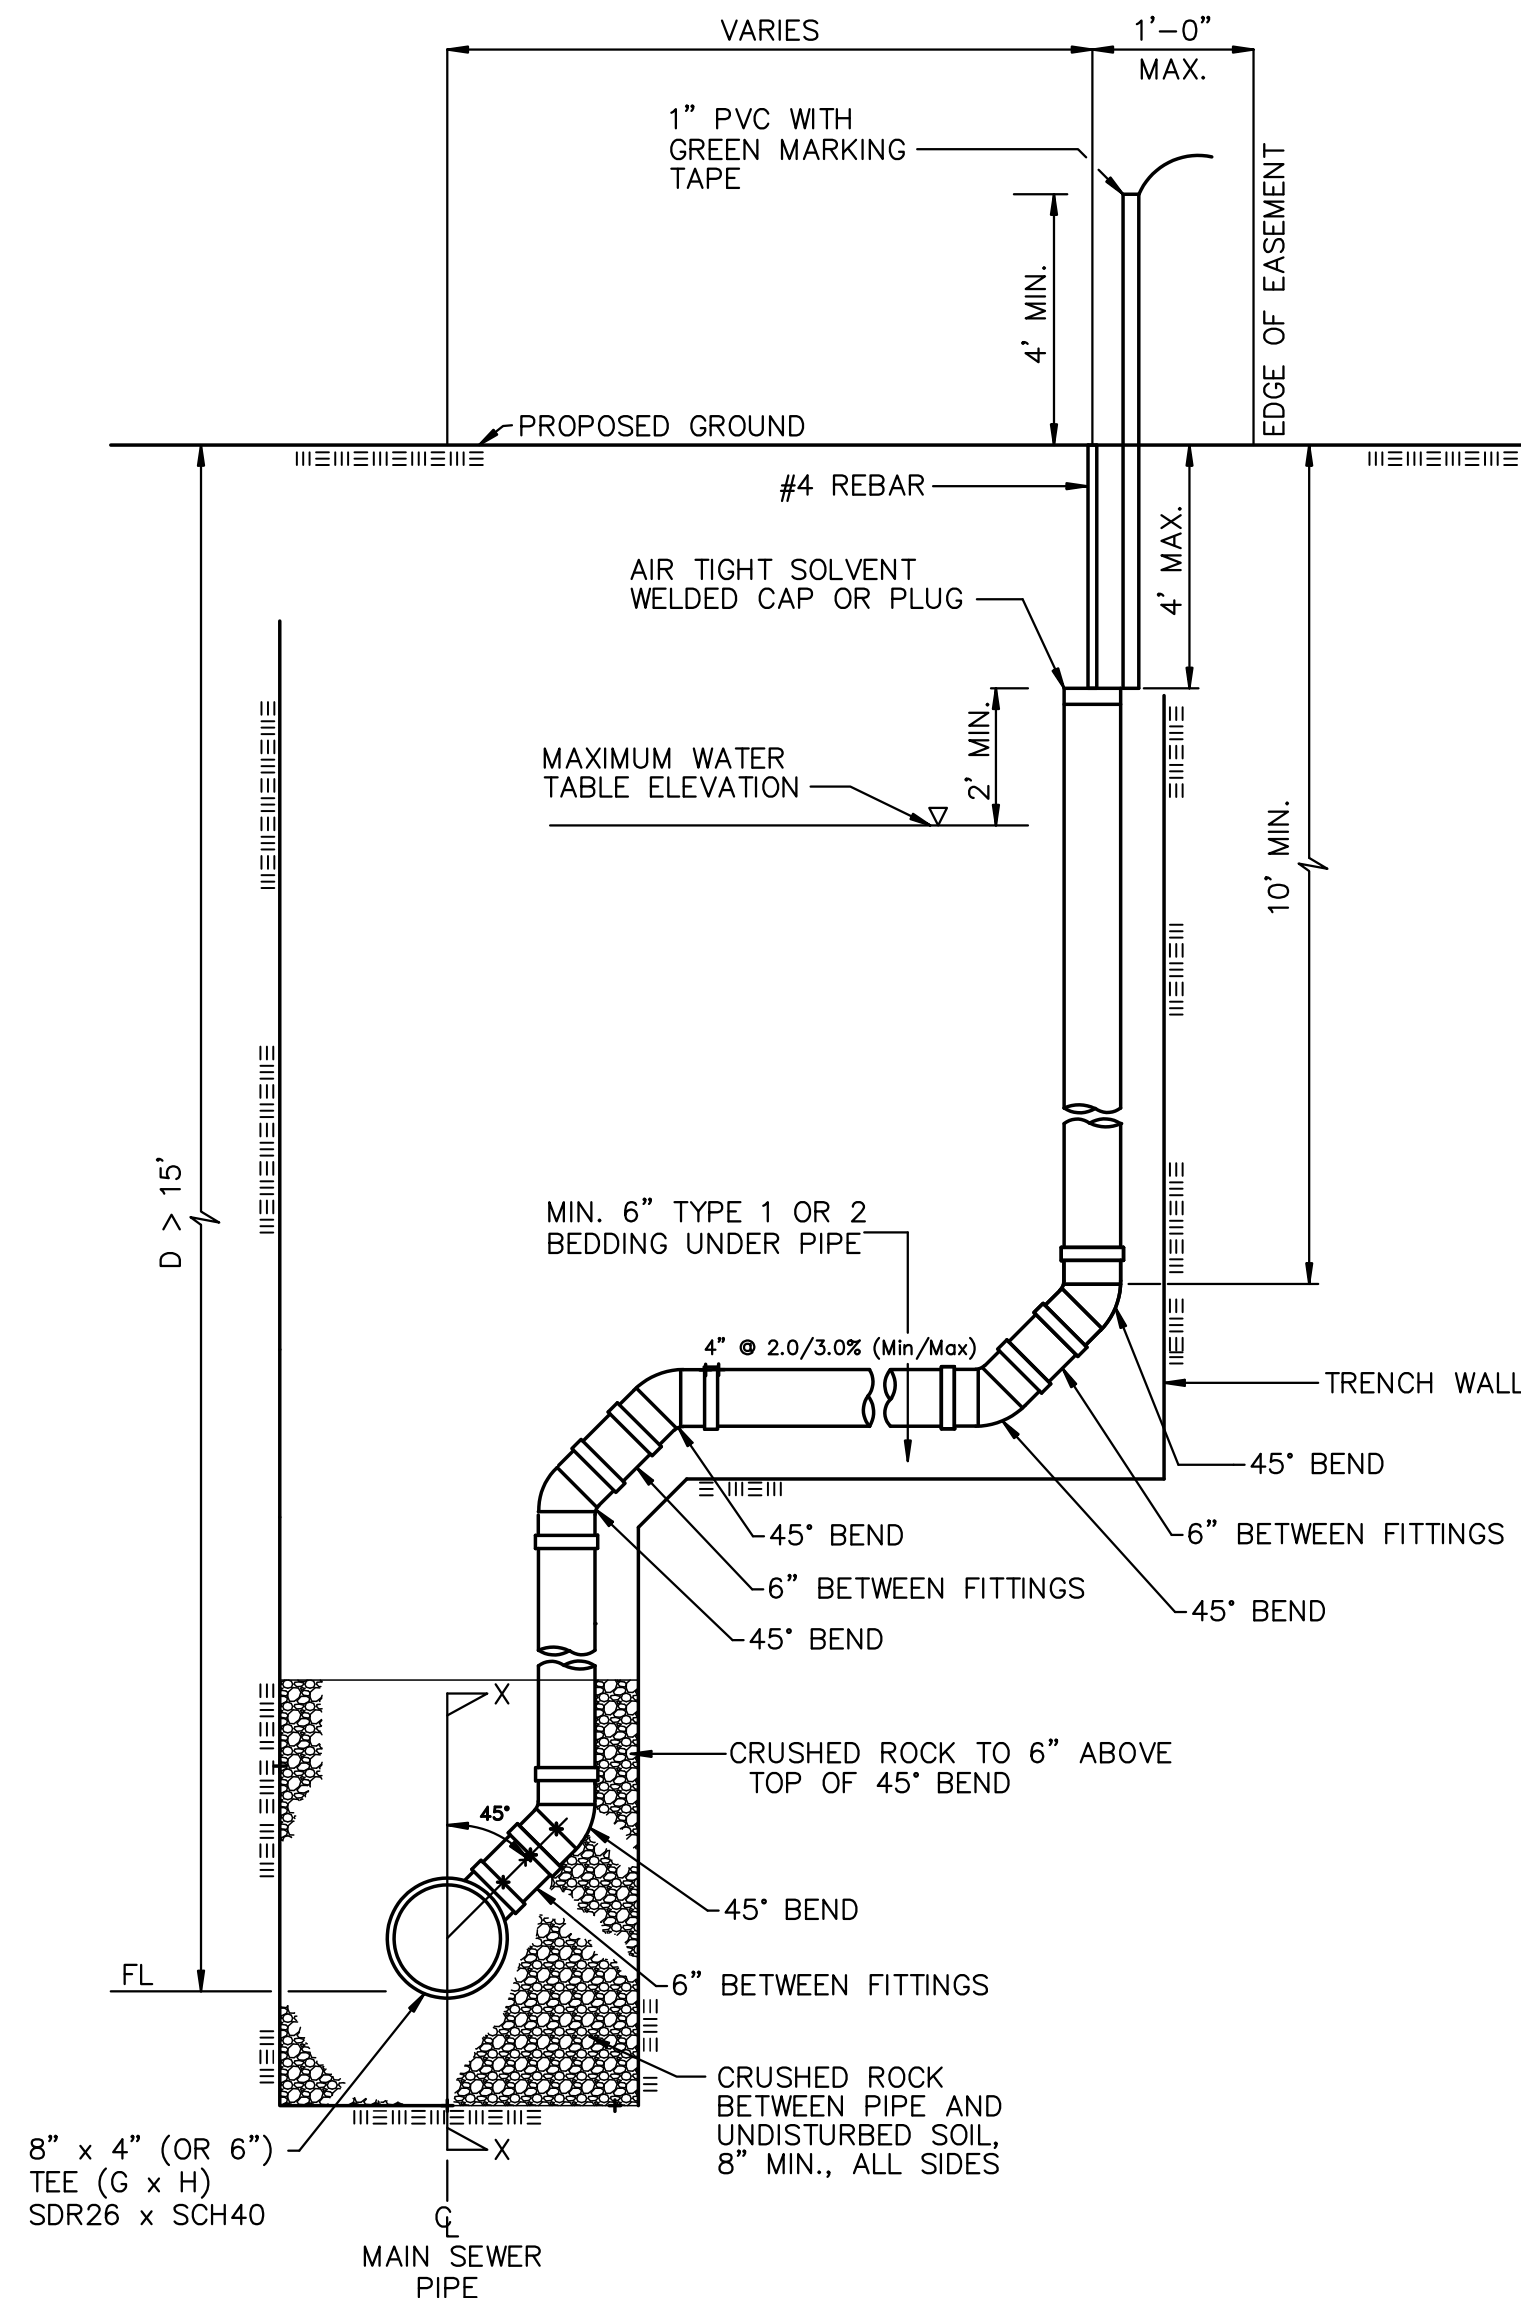 VARIES
1'-0"
MAX.
1" PVC WITH
GREEN MARKING
TAPE
EDGE OF EASEMENT
4' MIN.
PROPOSED GROUND
#4 REBAR
4' MAX.
AIR TIGHT SOLVENT
WELDED CAP OR PLUG
2' MIN.
MAXIMUM WATER
TABLE ELEVATION
10' MIN.
D > 15'
MIN. 6" TYPE 1 OR 2
BEDDING UNDER PIPE
4" @ 2.0/3.0% (Min/Max)
TRENCH WALL
45° BEND
6" BETWEEN FITTINGS
45° BEND
45° BEND
6" BETWEEN FITTINGS
45° BEND
X
CRUSHED ROCK TO 6" ABOVE
TOP OF 45° BEND
45°
45° BEND
FL
6" BETWEEN FITTINGS
CRUSHED ROCK
BETWEEN PIPE AND
UNDISTURBED SOIL,
8" MIN., ALL SIDES
X
8" x 4" (OR 6")
TEE (G x H)
SDR26 x SCH40
CL
MAIN SEWER
PIPE